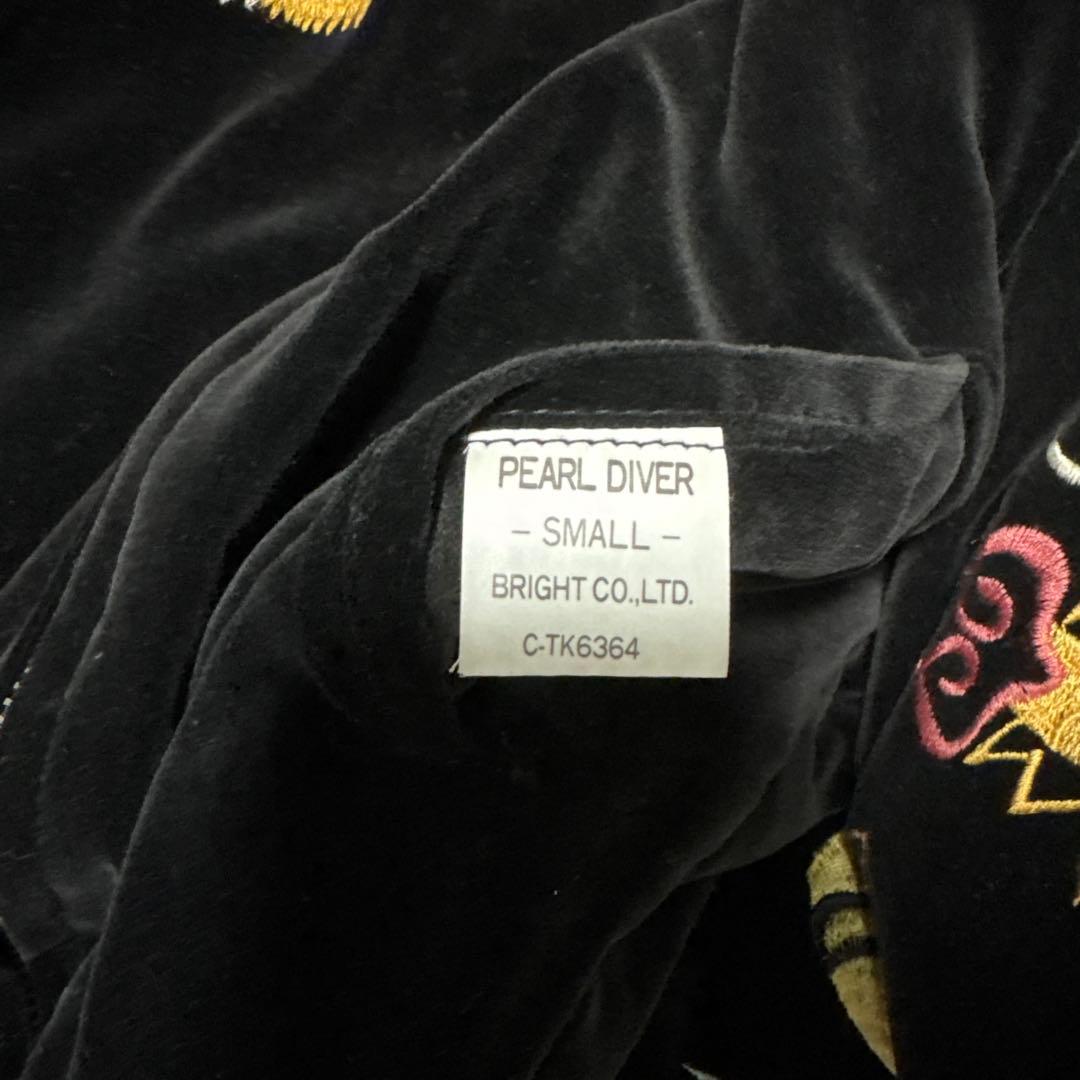 PEARL DIVER
– SMALL –
BRIGHT CO.,LTD.
C-TK6364